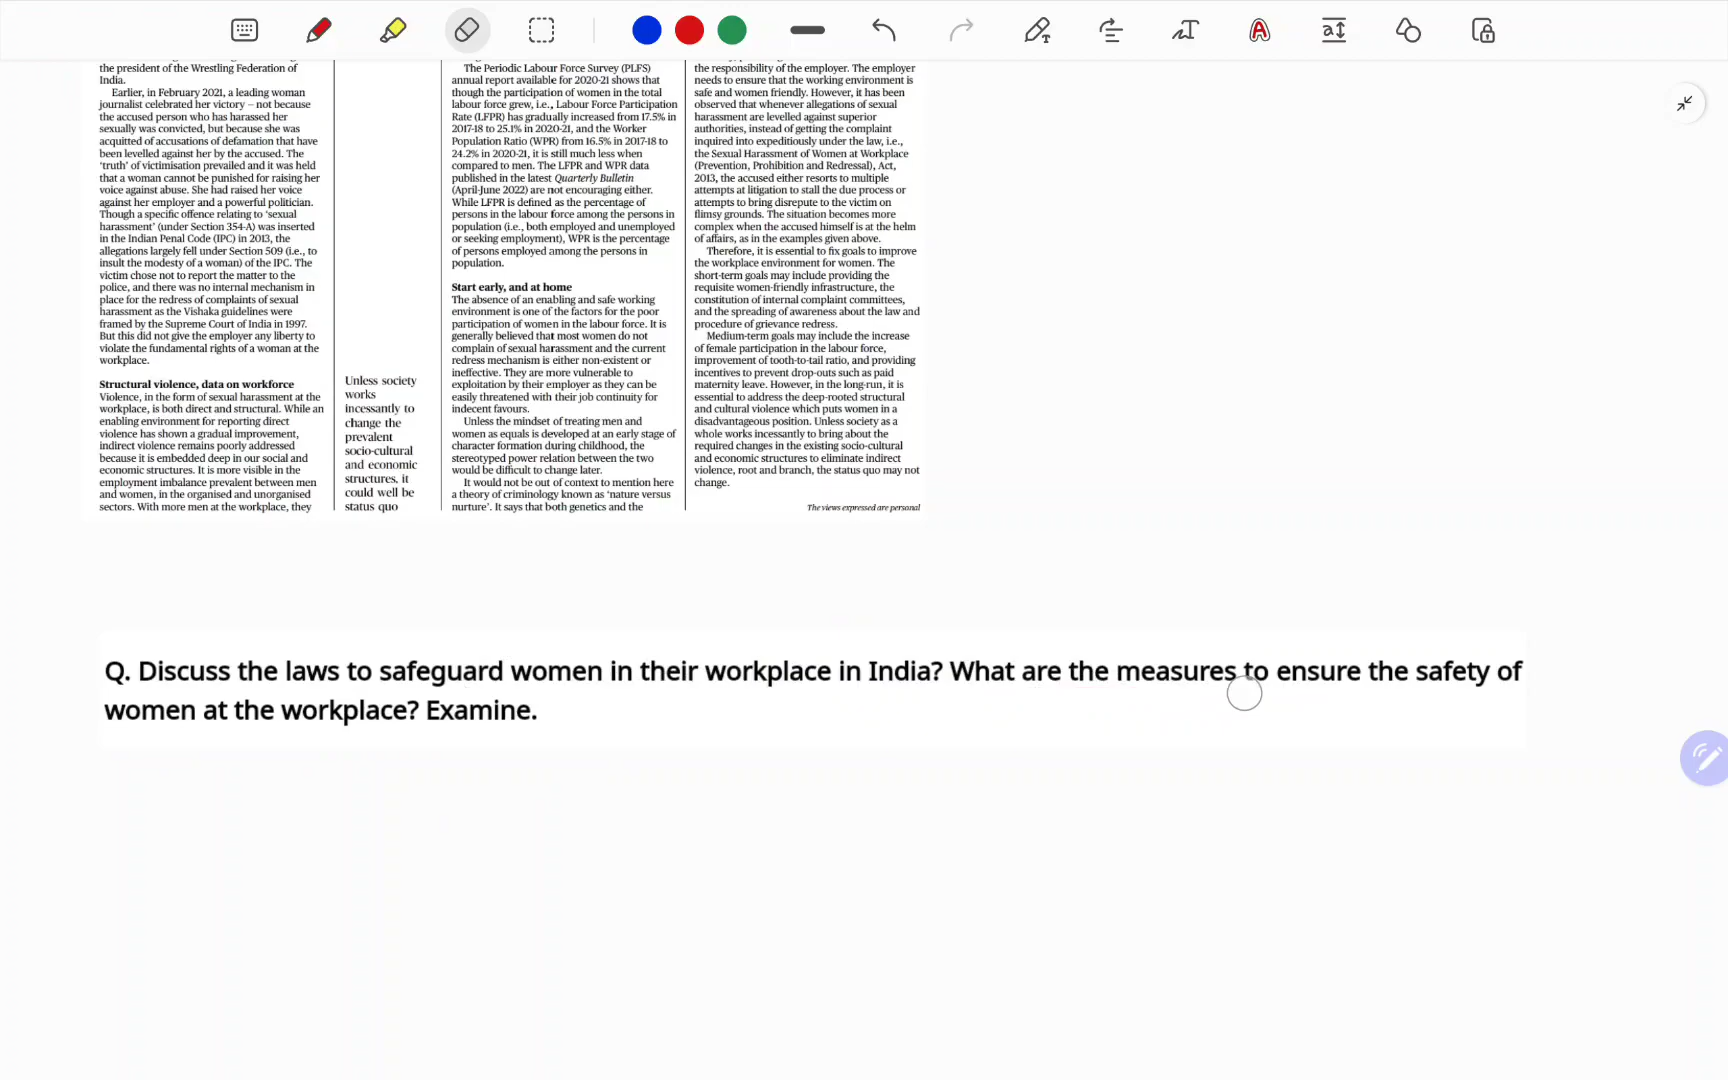 the president of the Wrestling Federation of
India.
Earlier, in February 2021, a leading woman
journalist celebrated her victory – not because
the accused person who has harassed her
sexually was convicted, but because she was
acquitted of accusations of defamation that have
been levelled against her by the accused. The
‘truth’ of victimisation prevailed and it was held
that a woman cannot be punished for raising her
voice against abuse. She had raised her voice
against her employer and a powerful politician.
Though a specific offence relating to ‘sexual
harassment’ (under Section 354-A) was inserted
in the Indian Penal Code (IPC) in 2013, the
allegations largely fell under Section 509 (i.e., to
insult the modesty of a woman) of the IPC. The
victim chose not to report the matter to the
police, and there was no internal mechanism in
place for the redress of complaints of sexual
harassment as the Vishaka guidelines were
framed by the Supreme Court of India in 1997.
But this did not give the employer any liberty to
violate the fundamental rights of a woman at the
workplace.
Structural violence, data on workforce
Violence, in the form of sexual harassment at the
workplace, is both direct and structural. While an
enabling environment for reporting direct
violence has shown a gradual improvement,
indirect violence remains poorly addressed
because it is embedded deep in our social and
economic structures. It is more visible in the
employment imbalance prevalent between men
and women, in the organised and unorganised
sectors. With more men at the workplace, they
Unless society
works
incessantly to
change the
prevalent
socio-cultural
and economic
structures, it
could well be
status quo
The Periodic Labour Force Survey (PLFS)
annual report available for 2020-21 shows that
though the participation of women in the total
labour force grew, i.e., Labour Force Participation
Rate (LFPR) has gradually increased from 17.5% in
2017-18 to 25.1% in 2020-21, and the Worker
Population Ratio (WPR) from 16.5% in 2017-18 to
24.2% in 2020-21, it is still much less when
compared to men. The LFPR and WPR data
published in the latest Quarterly Bulletin
(April-June 2022) are not encouraging either.
While LFPR is defined as the percentage of
persons in the labour force among the persons in
population (i.e., both employed and unemployed
or seeking employment), WPR is the percentage
of persons employed among the persons in
population.
Start early, and at home
The absence of an enabling and safe working
environment is one of the factors for the poor
participation of women in the labour force. It is
generally believed that most women do not
complain of sexual harassment and the current
redress mechanism is either non-existent or
ineffective. They are more vulnerable to
exploitation by their employer as they can be
easily threatened with their job continuity for
indecent favours.
Unless the mindset of treating men and
women as equals is developed at an early stage of
character formation during childhood, the
stereotyped power relation between the two
would be difficult to change later.
It would not be out of context to mention here
a theory of criminology known as ‘nature versus
nurture’. It says that both genetics and the
the responsibility of the employer. The employer
needs to ensure that the working environment is
safe and women friendly. However, it has been
observed that whenever allegations of sexual
harassment are levelled against superior
authorities, instead of getting the complaint
inquired into expeditiously under the law, i.e.,
the Sexual Harassment of Women at Workplace
(Prevention, Prohibition and Redressal), Act,
2013, the accused either resorts to multiple
attempts at litigation to stall the due process or
attempts to bring disrepute to the victim on
flimsy grounds. The situation becomes more
complex when the accused himself is at the helm
of affairs, as in the examples given above.
Therefore, it is essential to fix goals to improve
the workplace environment for women. The
short-term goals may include providing the
requisite women-friendly infrastructure, the
constitution of internal complaint committees,
and the spreading of awareness about the law and
procedure of grievance redress.
Medium-term goals may include the increase
of female participation in the labour force,
improvement of tooth-to-tail ratio, and providing
incentives to prevent drop-outs such as paid
maternity leave. However, in the long-run, it is
essential to address the deep-rooted structural
and cultural violence which puts women in a
disadvantageous position. Unless society as a
whole works incessantly to bring about the
required changes in the existing socio-cultural
and economic structures to eliminate indirect
violence, root and branch, the status quo may not
change.
The views expressed are personal
Q. Discuss the laws to safeguard women in their workplace in India? What are the measures to ensure the safety of
women at the workplace? Examine.